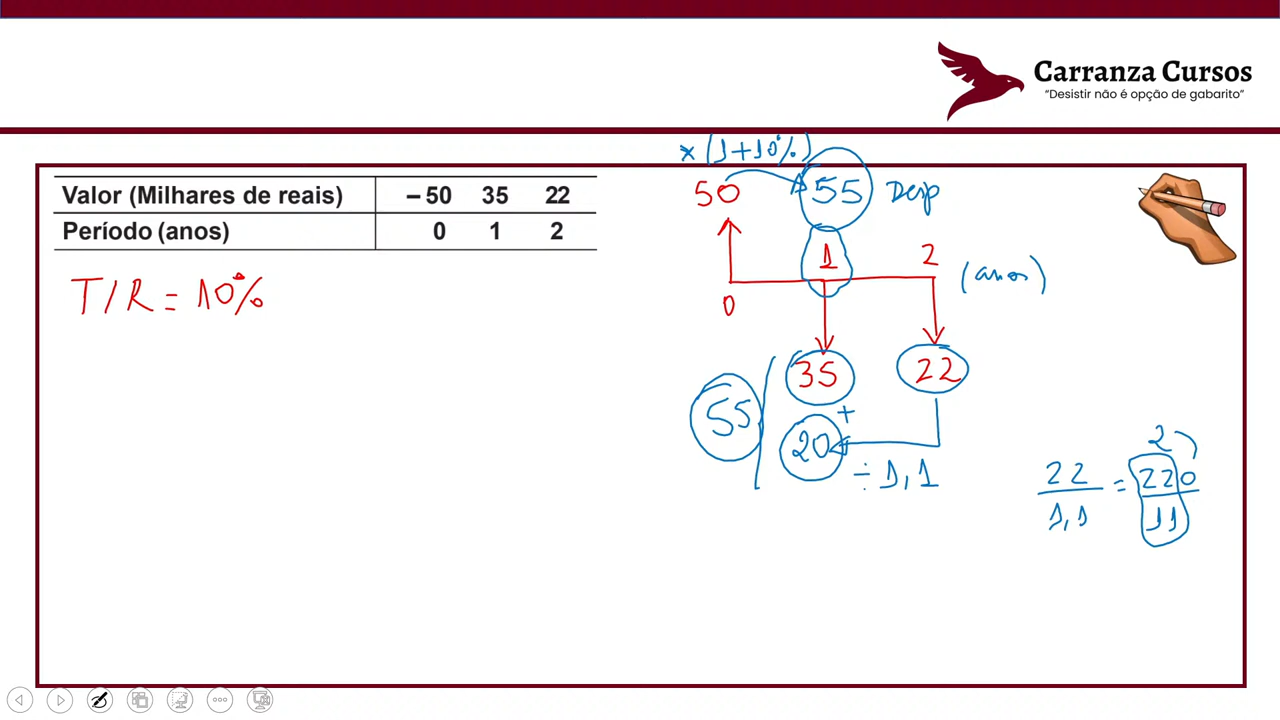 Carranza Cursos
“Desistir não é opção de gabarito“
Valor (Milhares de reais) – 50 35 22
Período (anos) 0 1 2
TIR = 10%
× (1+10%)
50 55 Desp
1 2 (anos)
0
35 22
55 +
20
÷ 1,1
2
22 = 220
1,1 11